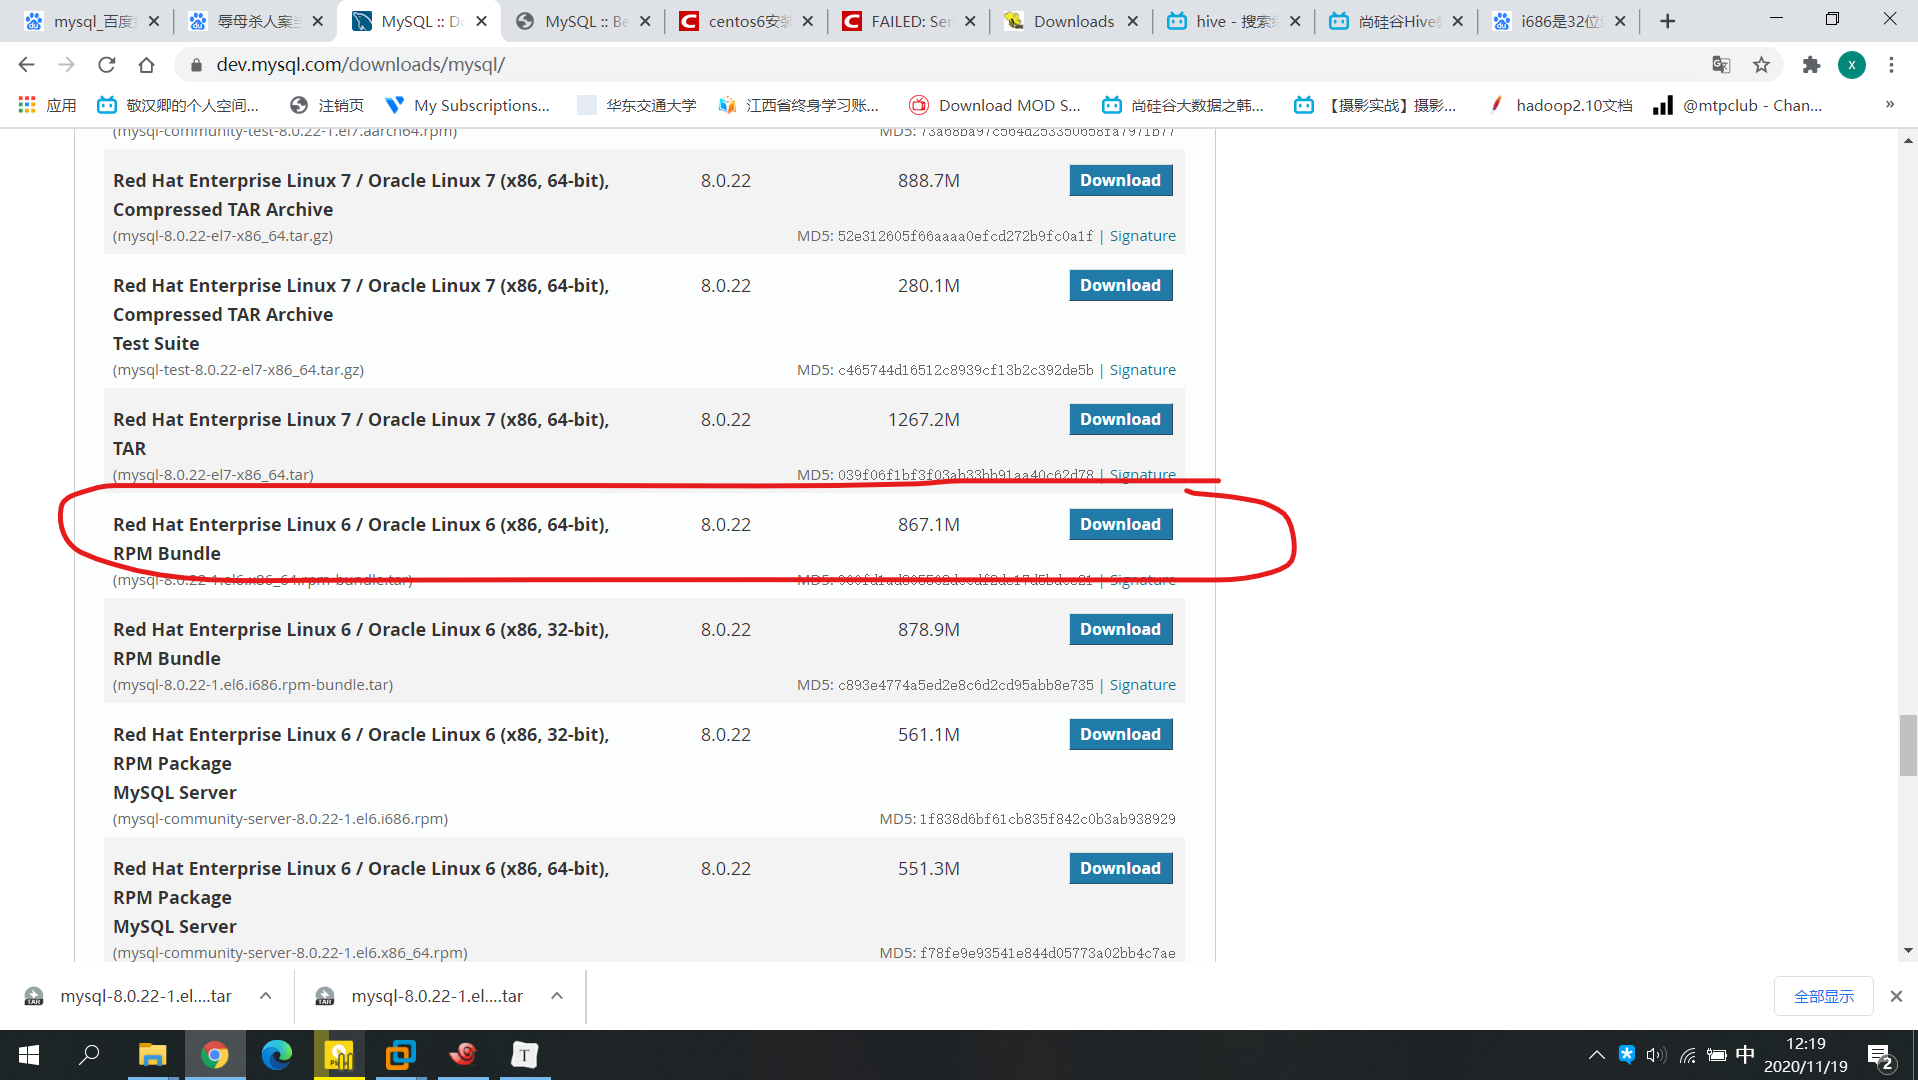 mysql_百度
辱母杀人案当
MySQL :: Do
MySQL :: Be
centos6安装
FAILED: Sem
Downloads
hive - 搜索结
尚硅谷Hive教
i686是32位还
dev.mysql.com/downloads/mysql/
应用
敬汉卿的个人空间...
注销页
My Subscriptions...
华东交通大学
江西省终身学习账...
Download MOD S...
尚硅谷大数据之韩...
【摄影实战】摄影...
hadoop2.10文档
@mtpclub - Chan...
»
(mysql-community-test-8.0.22-1.el7.aarch64.rpm)
MD5: 73a68ba97c564d253350658fa7971b77
Red Hat Enterprise Linux 7 / Oracle Linux 7 (x86, 64-bit), 8.0.22 888.7M Download
Compressed TAR Archive
(mysql-8.0.22-el7-x86_64.tar.gz) MD5: 52e312605f66aaaa0efcd272b9fc0a1f | Signature
Red Hat Enterprise Linux 7 / Oracle Linux 7 (x86, 64-bit), 8.0.22 280.1M Download
Compressed TAR Archive
Test Suite
(mysql-test-8.0.22-el7-x86_64.tar.gz) MD5: c465744d16512c8939cf13b2c392de5b | Signature
Red Hat Enterprise Linux 7 / Oracle Linux 7 (x86, 64-bit), 8.0.22 1267.2M Download
TAR
(mysql-8.0.22-el7-x86_64.tar) MD5: 039f06f1bf3f03ab33bb91aa40c62d78 | Signature
Red Hat Enterprise Linux 6 / Oracle Linux 6 (x86, 64-bit), 8.0.22 867.1M Download
RPM Bundle
(mysql-8.0.22-1.el6.x86_64.rpm-bundle.tar) MD5: | Signature
Red Hat Enterprise Linux 6 / Oracle Linux 6 (x86, 32-bit), 8.0.22 878.9M Download
RPM Bundle
(mysql-8.0.22-1.el6.i686.rpm-bundle.tar) MD5: c893e4774a5ed2e8c6d2cd95abb8e735 | Signature
Red Hat Enterprise Linux 6 / Oracle Linux 6 (x86, 32-bit), 8.0.22 561.1M Download
RPM Package
MySQL Server
(mysql-community-server-8.0.22-1.el6.i686.rpm) MD5: 1f838d6bf61cb835f842c0b3ab938929
Red Hat Enterprise Linux 6 / Oracle Linux 6 (x86, 64-bit), 8.0.22 551.3M Download
RPM Package
MySQL Server
(mysql-community-server-8.0.22-1.el6.x86_64.rpm) MD5: f78fe9e93541e844d05773a02bb4c7ae
mysql-8.0.22-1.el....tar
mysql-8.0.22-1.el....tar
全部显示
中
12:19
2020/11/19
2